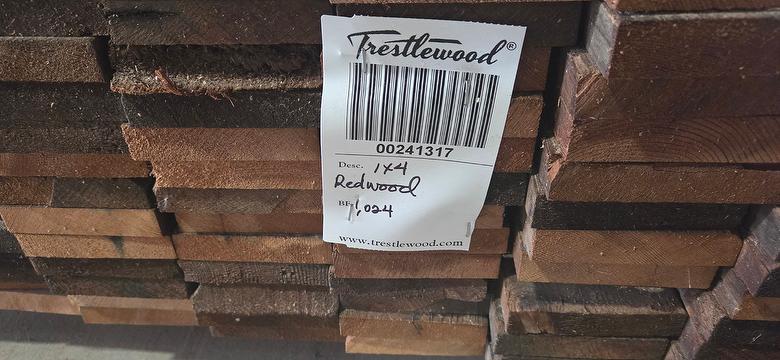 Trestlewood®
00241317
Desc. 1x4
Redwood
BF 1,024
www.trestlewood.com